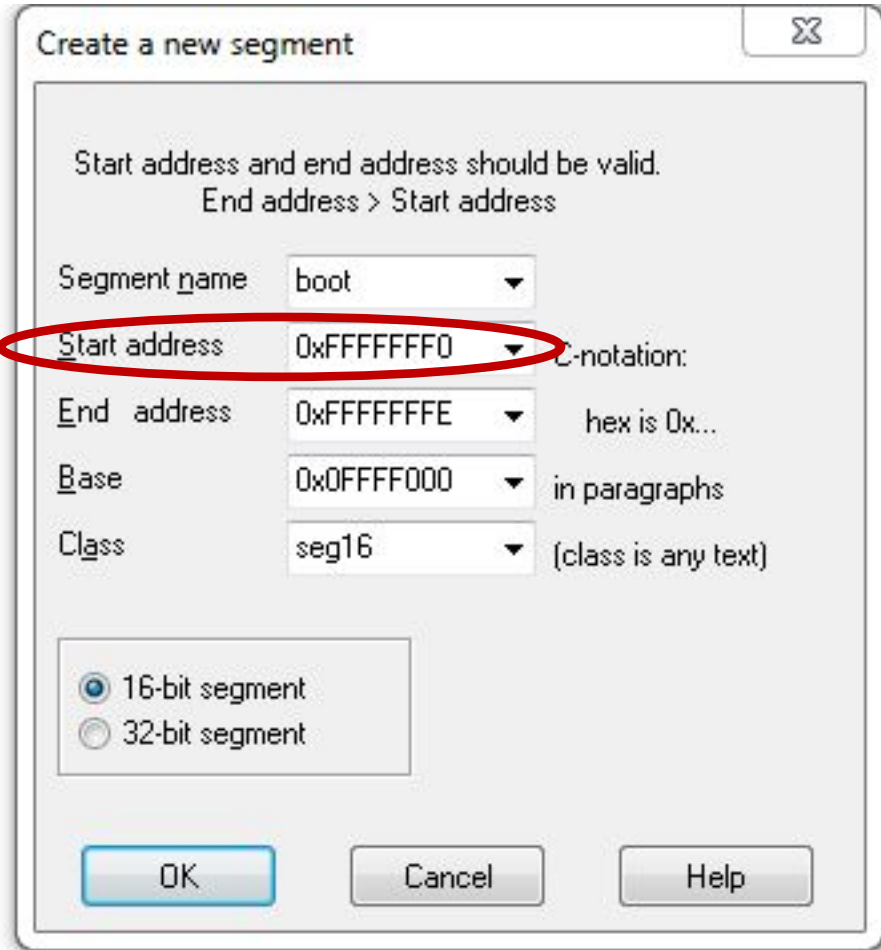 Create a new segment
Start address and end address should be valid.
End address > Start address
Segment name boot
Start address 0xFFFFFFF0 C-notation:
End address 0xFFFFFFFE hex is 0x...
Base 0x0FFFF000 in paragraphs
Class seg16 (class is any text)
16-bit segment
32-bit segment
OK Cancel Help